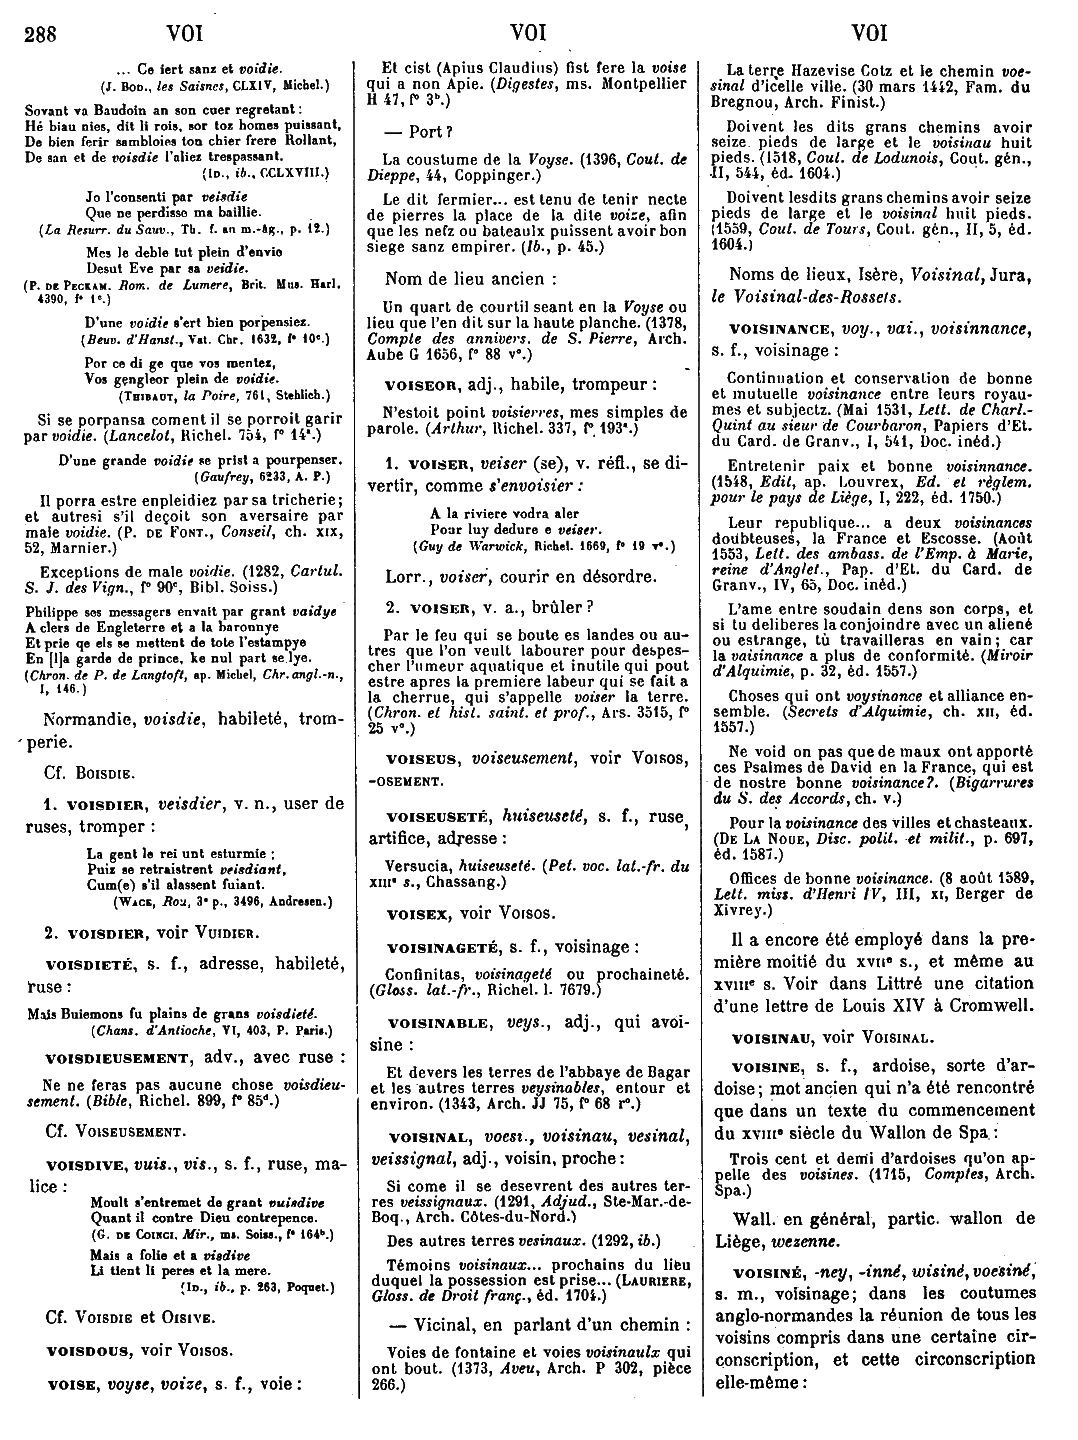 288 VOI VOI VOI
... Ce iert sanz et voidie.
(J. Bod., les Saisnes, CLXIV, Michel.)
Sovant va Baudoin an son cuer regretant :
Hé biau nies, dit li rois, sor toz homes puissant,
De bien ferir sambloies ton chier frere Rollant,
De san et de voisdie l'aliez trespassant.
(ID., ib., CCLXVIII.)
Jo l'consenti par veisdie
Que ne perdisse ma baillie.
(La Resurr. du Sauv., Th. f. an m.-âg., p. 12.)
Mes le deble tut plein d'envie
Desut Eve par sa veidie.
(P. DE PECKAM. Rom. de Lumere, Brit. Mus. Harl.
4390, f° 1c.)
D'une voidie s'ert bien porpensiez.
(Beuv. d'Hanst., Vat. Chr. 1632, f° 10c.)
Por ce di ge que vos mentez,
Vos gengleor plein de voidie.
(THIBAUT, la Poire, 761, Stehlich.)
Si se porpansa coment il se porroit garir
par voidie. (Lancelot, Richel. 754, f° 14a.)
D'une grande voidie se prist a pourpenser.
(Gaufrey, 6233, A. P.)
Il porra estre enpleidiez par sa tricherie;
et autresi s'il deçoit son aversaire par
male voidie. (P. DE FONT., Conseil, ch. XIX,
52, Marnier.)
Exceptions de male voidie. (1282, Cartul.
S. J. des Vign., f° 90c, Bibl. Soiss.)
Philippe ses messagers envait par grant vaidye
A clers de Engleterre et a la baronnye
Et prie qe els se mettent de tote l'estampye
En [l]a garde de prince, ke nul part se lye.
(Chron. de P. de Langtoft, ap. Michel, Chr. angl.-n.,
I, 146.)
Normandie, voisdie, habileté, trom-
perie.
Cf. BOISDIE.
1. VOISDIER, veisdier, v. n., user de
ruses, tromper :
La gent le rei unt esturmie ;
Puiz se retraistrent veisdiant,
Cum(e) s'il alassent fuiant.
(WACE, Rou, 3e p., 3496, Andresen.)
2. VOISDIER, voir VUIDIER.
VOISDIETÉ, s. f., adresse, habileté,
ruse :
Mais Buiemons fu plains de grans voisdieté.
(Chans. d'Antioche, VI, 403, P. Paris.)
VOISDIEUSEMENT, adv., avec ruse :
Ne ne feras pas aucune chose voisdieu-
sement. (Bible, Richel. 899, f° 85d.)
Cf. VOISEUSEMENT.
VOISDIVE, vuis., vis., s. f., ruse, ma-
lice :
Moult s'entremet de grant vuisdive
Quant il contre Dieu contrepence.
(G. DE COINCI, Mir., ms. Soiss., f° 164b.)
Mais a folie et a visdive
Li tient li peres et la mere.
(ID., ib., p. 263, Poquet.)
Cf. VOISDIE et OISIVE.
VOISDOUS, voir VOISOS.
VOISE, voyse, voize, s. f., voie :
Et cist (Apius Claudius) fist fere la voise
qui a non Apie. (Digestes, ms. Montpellier
H 47, f° 3b.)
— Port ?
La coustume de la Voyse. (1396, Cout. de
Dieppe, 44, Coppinger.)
Le dit fermier... est tenu de tenir necte
de pierres la place de la dite voize, afin
que les nefz ou bateaulx puissent avoir bon
siege sanz empirer. (Ib., p. 45.)
Nom de lieu ancien :
Un quart de courtil seant en la Voyse ou
lieu que l'en dit sur la haute planche. (1378,
Compte des annivers. de S. Pierre, Arch.
Aube G 1656, f° 88 v°.)
VOISEOR, adj., habile, trompeur :
N'estoit point voisierres, mes simples de
parole. (Arthur, Richel. 337, f° 193a.)
1. VOISER, veiser (se), v. réfl., se di-
vertir, comme s'envoisier :
A la riviere vodra aler
Pour luy dedure e veiser.
(Guy de Warwick, Richel. 1669, f° 19 v°.)
Lorr., voiser, courir en désordre.
2. VOISER, v. a., brûler ?
Par le feu qui se boute es landes ou au-
tres que l'on veult labourer pour despes-
cher l'umeur aquatique et inutile qui pout
estre apres la premiere labeur qui se fait a
la cherrue, qui s'appelle voiser la terre.
(Chron. et hist. saint. et prof., Ars. 3515, f°
25 v°.)
VOISEUS, voiseusement, voir VOISOS,
-OSEMENT.
VOISEUSETÉ, huiseuseté, s. f., ruse,
artifice, adresse :
Versucia, huiseuseté. (Pet. voc. lat.-fr. du
XIIIe s., Chassang.)
VOISEX, voir VOISOS.
VOISINAGETÉ, s. f., voisinage :
Confinitas, voisinageté ou prochaineté.
(Gloss. lat.-fr., Richel. l. 7679.)
VOISINABLE, veys., adj., qui avoi-
sine :
Et devers les terres de l'abbaye de Bagar
et les autres terres veysinables, entour et
environ. (1343, Arch. JJ 75, f° 68 r°.)
VOISINAL, voesi., voisinau, vesinal,
veissignal, adj., voisin, proche :
Si come il se desevrent des autres ter-
res veissignaux. (1291, Adjud., Ste-Mar.-de-
Boq., Arch. Côtes-du-Nord.)
Des autres terres vesinaux. (1292, ib.)
Témoins voisinaux... prochains du lieu
duquel la possession est prise... (LAURIERE,
Gloss. de Droit franç., éd. 1704.)
— Vicinal, en parlant d'un chemin :
Voies de fontaine et voies voisinaulx qui
ont bout. (1373, Aveu, Arch. P 302, pièce
266.)
La terre Hazevise Cotz et le chemin voe-
sinal d'icelle ville. (30 mars 1442, Fam. du
Bregnou, Arch. Finist.)
Doivent les dits grans chemins avoir
seize pieds de large et le voisinau huit
pieds. (1518, Cout. de Lodunois, Cout. gén.,
II, 544, éd. 1604.)
Doivent lesdits grans chemins avoir seize
pieds de large et le voisinal huit pieds.
(1559, Cout. de Tours, Cout. gén., II, 5, éd.
1604.)
Noms de lieux, Isère, Voisinal, Jura,
le Voisinal-des-Rossets.
VOISINANCE, voy., vai., voisinnance,
s. f., voisinage :
Continuation et conservation de bonne
et mutuelle voisinance entre leurs royau-
mes et subjectz. (Mai 1531, Lett. de Charl.-
Quint au sieur de Courbaron, Papiers d'Et.
du Card. de Granv., I, 541, Doc. inéd.)
Entretenir paix et bonne voisinnance.
(1548, Edit, ap. Louvrex, Ed. et règlem.
pour le pays de Liège, I, 222, éd. 1750.)
Leur republique... a deux voisinances
doubteuses, la France et Escosse. (Août
1553, Lett. des ambass. de l'Emp. à Marie,
reine d'Anglet., Pap. d'Et. du Card. de
Granv., IV, 65, Doc. inéd.)
L'ame entre soudain dens son corps, et
si tu deliberes la conjoindre avec un aliené
ou estrange, tù travailleras en vain ; car
la vaisinance a plus de conformité. (Miroir
d'Alquimie, p. 32, éd. 1557.)
Choses qui ont voysinance et alliance en-
semble. (Secrets d'Alquimie, ch. XII, éd.
1557.)
Ne void on pas que de maux ont apporté
ces Psalmes de David en la France, qui est
de nostre bonne voisinance ?. (Bigarrures
du S. des Accords, ch. v.)
Pour la voisinance des villes et chasteaux.
(DE LA NOUE, Disc. polit. et milit., p. 697,
éd. 1587.)
Offices de bonne voisinance. (8 août 1589,
Lett. miss. d'Henri IV, III, XI, Berger de
Xivrey.)
Il a encore été employé dans la pre-
mière moitié du XVIIe s., et même au
XVIIIe s. Voir dans Littré une citation
d'une lettre de Louis XIV à Cromwell.
VOISINAU, voir VOISINAL.
VOISINE, s. f., ardoise, sorte d'ar-
doise ; mot ancien qui n'a été rencontré
que dans un texte du commencement
du XVIIIe siècle du Wallon de Spa :
Trois cent et demi d'ardoises qu'on ap-
pelle des voisines. (1715, Comptes, Arch.
Spa.)
Wall. en général, partic. wallon de
Liège, wezenne.
VOISINÉ, -ney, -inné, wisiné, voesiné,
s. m., voisinage ; dans les coutumes
anglo-normandes la réunion de tous les
voisins compris dans une certaine cir-
conscription, et cette circonscription
elle-même :